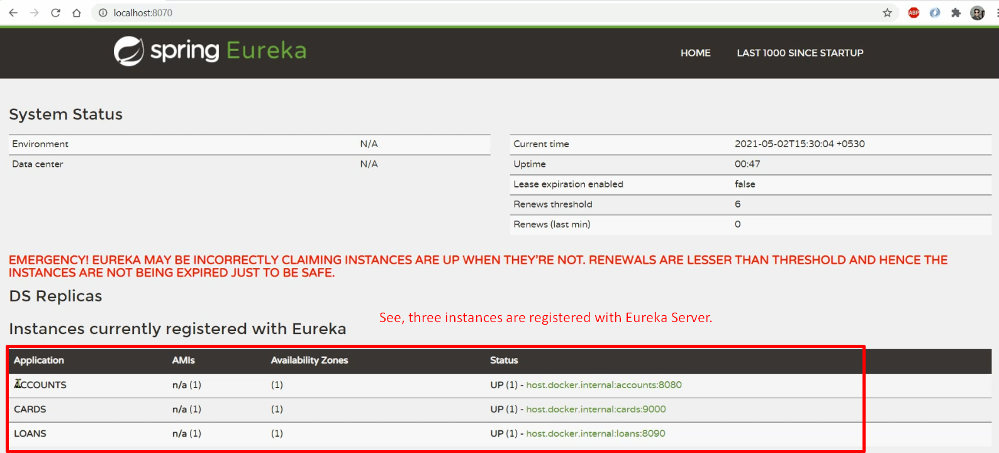 localhost:8070
ABP
spring Eureka
HOME LAST 1000 SINCE STARTUP
System Status
Environment N/A
Data center N/A
Current time 2021-05-02T15:30:04 +0530
Uptime 00:47
Lease expiration enabled false
Renews threshold 6
Renews (last min) 0
EMERGENCY! EUREKA MAY BE INCORRECTLY CLAIMING INSTANCES ARE UP WHEN THEY'RE NOT. RENEWALS ARE LESSER THAN THRESHOLD AND HENCE THE
INSTANCES ARE NOT BEING EXPIRED JUST TO BE SAFE.
DS Replicas
See, three instances are registered with Eureka Server.
Instances currently registered with Eureka
Application AMIs Availability Zones Status
ACCOUNTS n/a (1) (1) UP (1) - host.docker.internal:accounts:8080
CARDS n/a (1) (1) UP (1) - host.docker.internal:cards:9000
LOANS n/a (1) (1) UP (1) - host.docker.internal:loans:8090